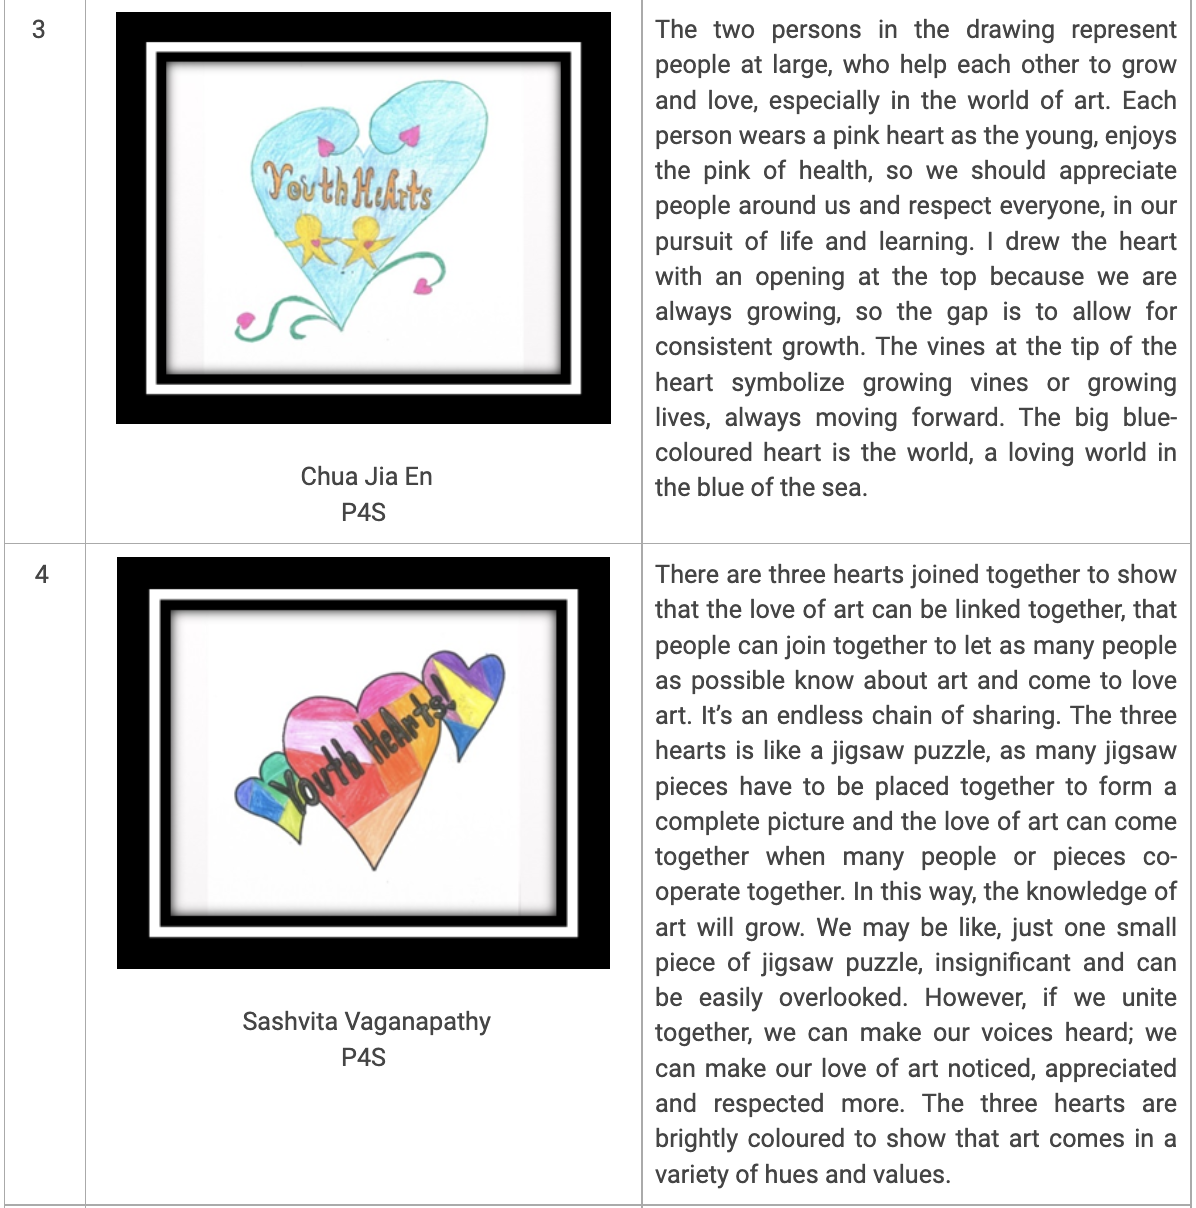 3
Youth HeArts
Chua Jia En
P4S
The two persons in the drawing represent
people at large, who help each other to grow
and love, especially in the world of art. Each
person wears a pink heart as the young, enjoys
the pink of health, so we should appreciate
people around us and respect everyone, in our
pursuit of life and learning. I drew the heart
with an opening at the top because we are
always growing, so the gap is to allow for
consistent growth. The vines at the tip of the
heart symbolize growing vines or growing
lives, always moving forward. The big blue-
coloured heart is the world, a loving world in
the blue of the sea.
4
Youth HeArts!
Sashvita Vaganapathy
P4S
There are three hearts joined together to show
that the love of art can be linked together, that
people can join together to let as many people
as possible know about art and come to love
art. It’s an endless chain of sharing. The three
hearts is like a jigsaw puzzle, as many jigsaw
pieces have to be placed together to form a
complete picture and the love of art can come
together when many people or pieces co-
operate together. In this way, the knowledge of
art will grow. We may be like, just one small
piece of jigsaw puzzle, insignificant and can
be easily overlooked. However, if we unite
together, we can make our voices heard; we
can make our love of art noticed, appreciated
and respected more. The three hearts are
brightly coloured to show that art comes in a
variety of hues and values.